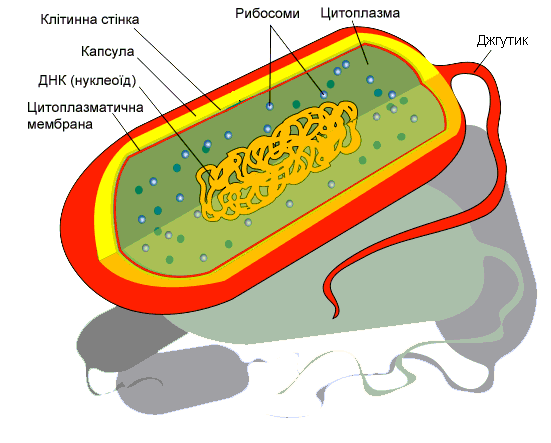 Клітинна стінка
Рибосоми
Цитоплазма
Джгутик
Капсула
ДНК (нуклеоїд)
Цитоплазматична
мембрана